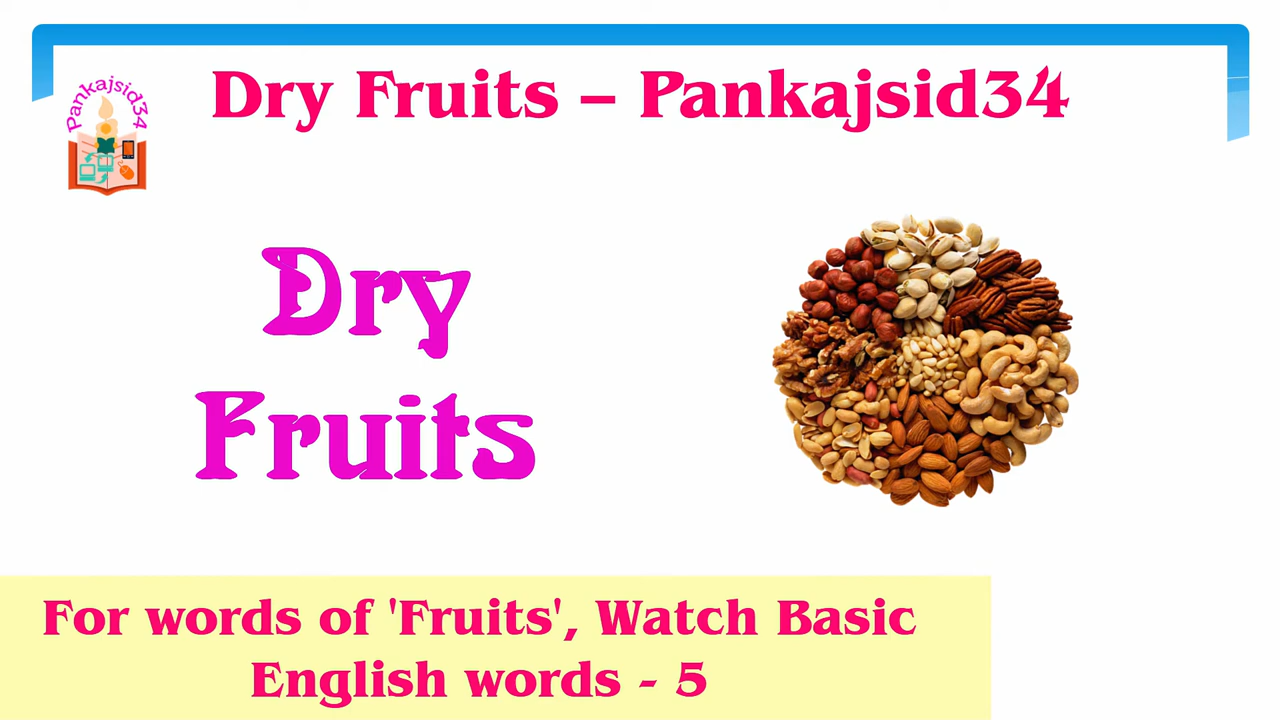 Dry Fruits – Pankajsid34
Pankajsid34
Dry
Fruits
For words of 'Fruits', Watch Basic
English words - 5